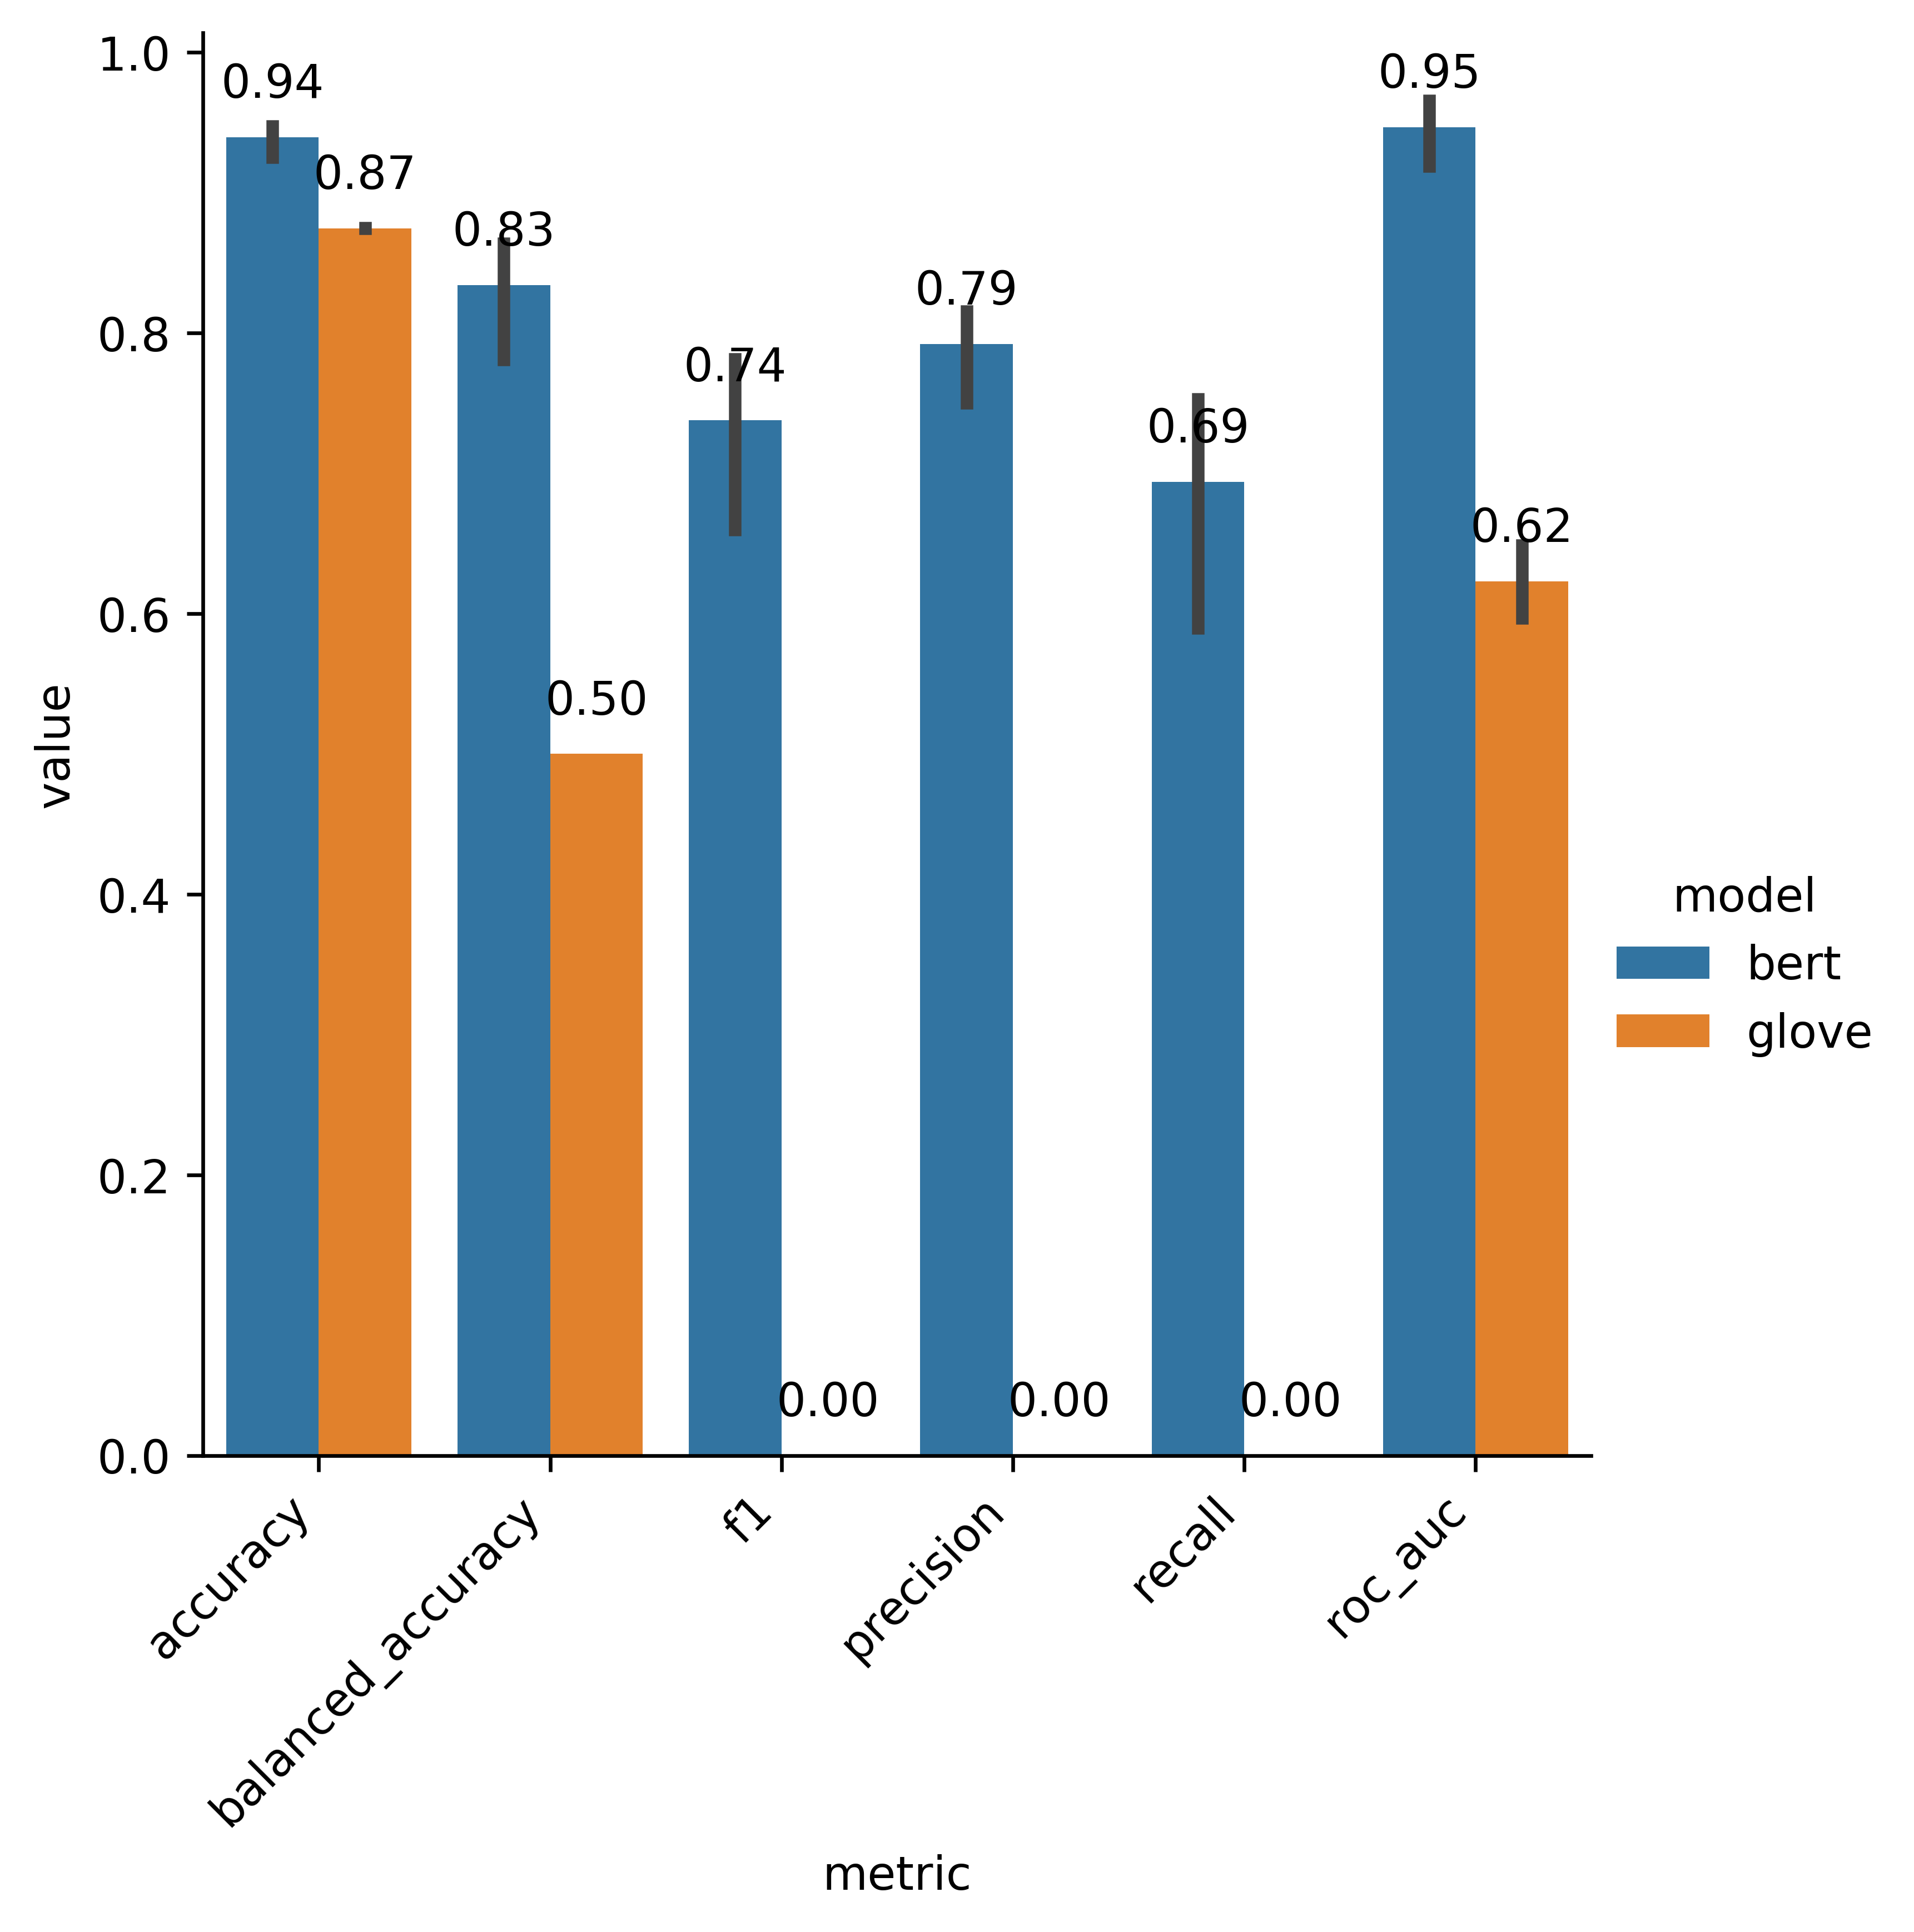 1.0
0.8
0.6
0.4
0.2
0.0
value
0.94
0.87
0.83
0.50
0.74
0.00
0.79
0.00
0.69
0.00
0.95
0.62
model
bert
glove
accuracy
balanced_accuracy
f1
precision
recall
roc_auc
metric